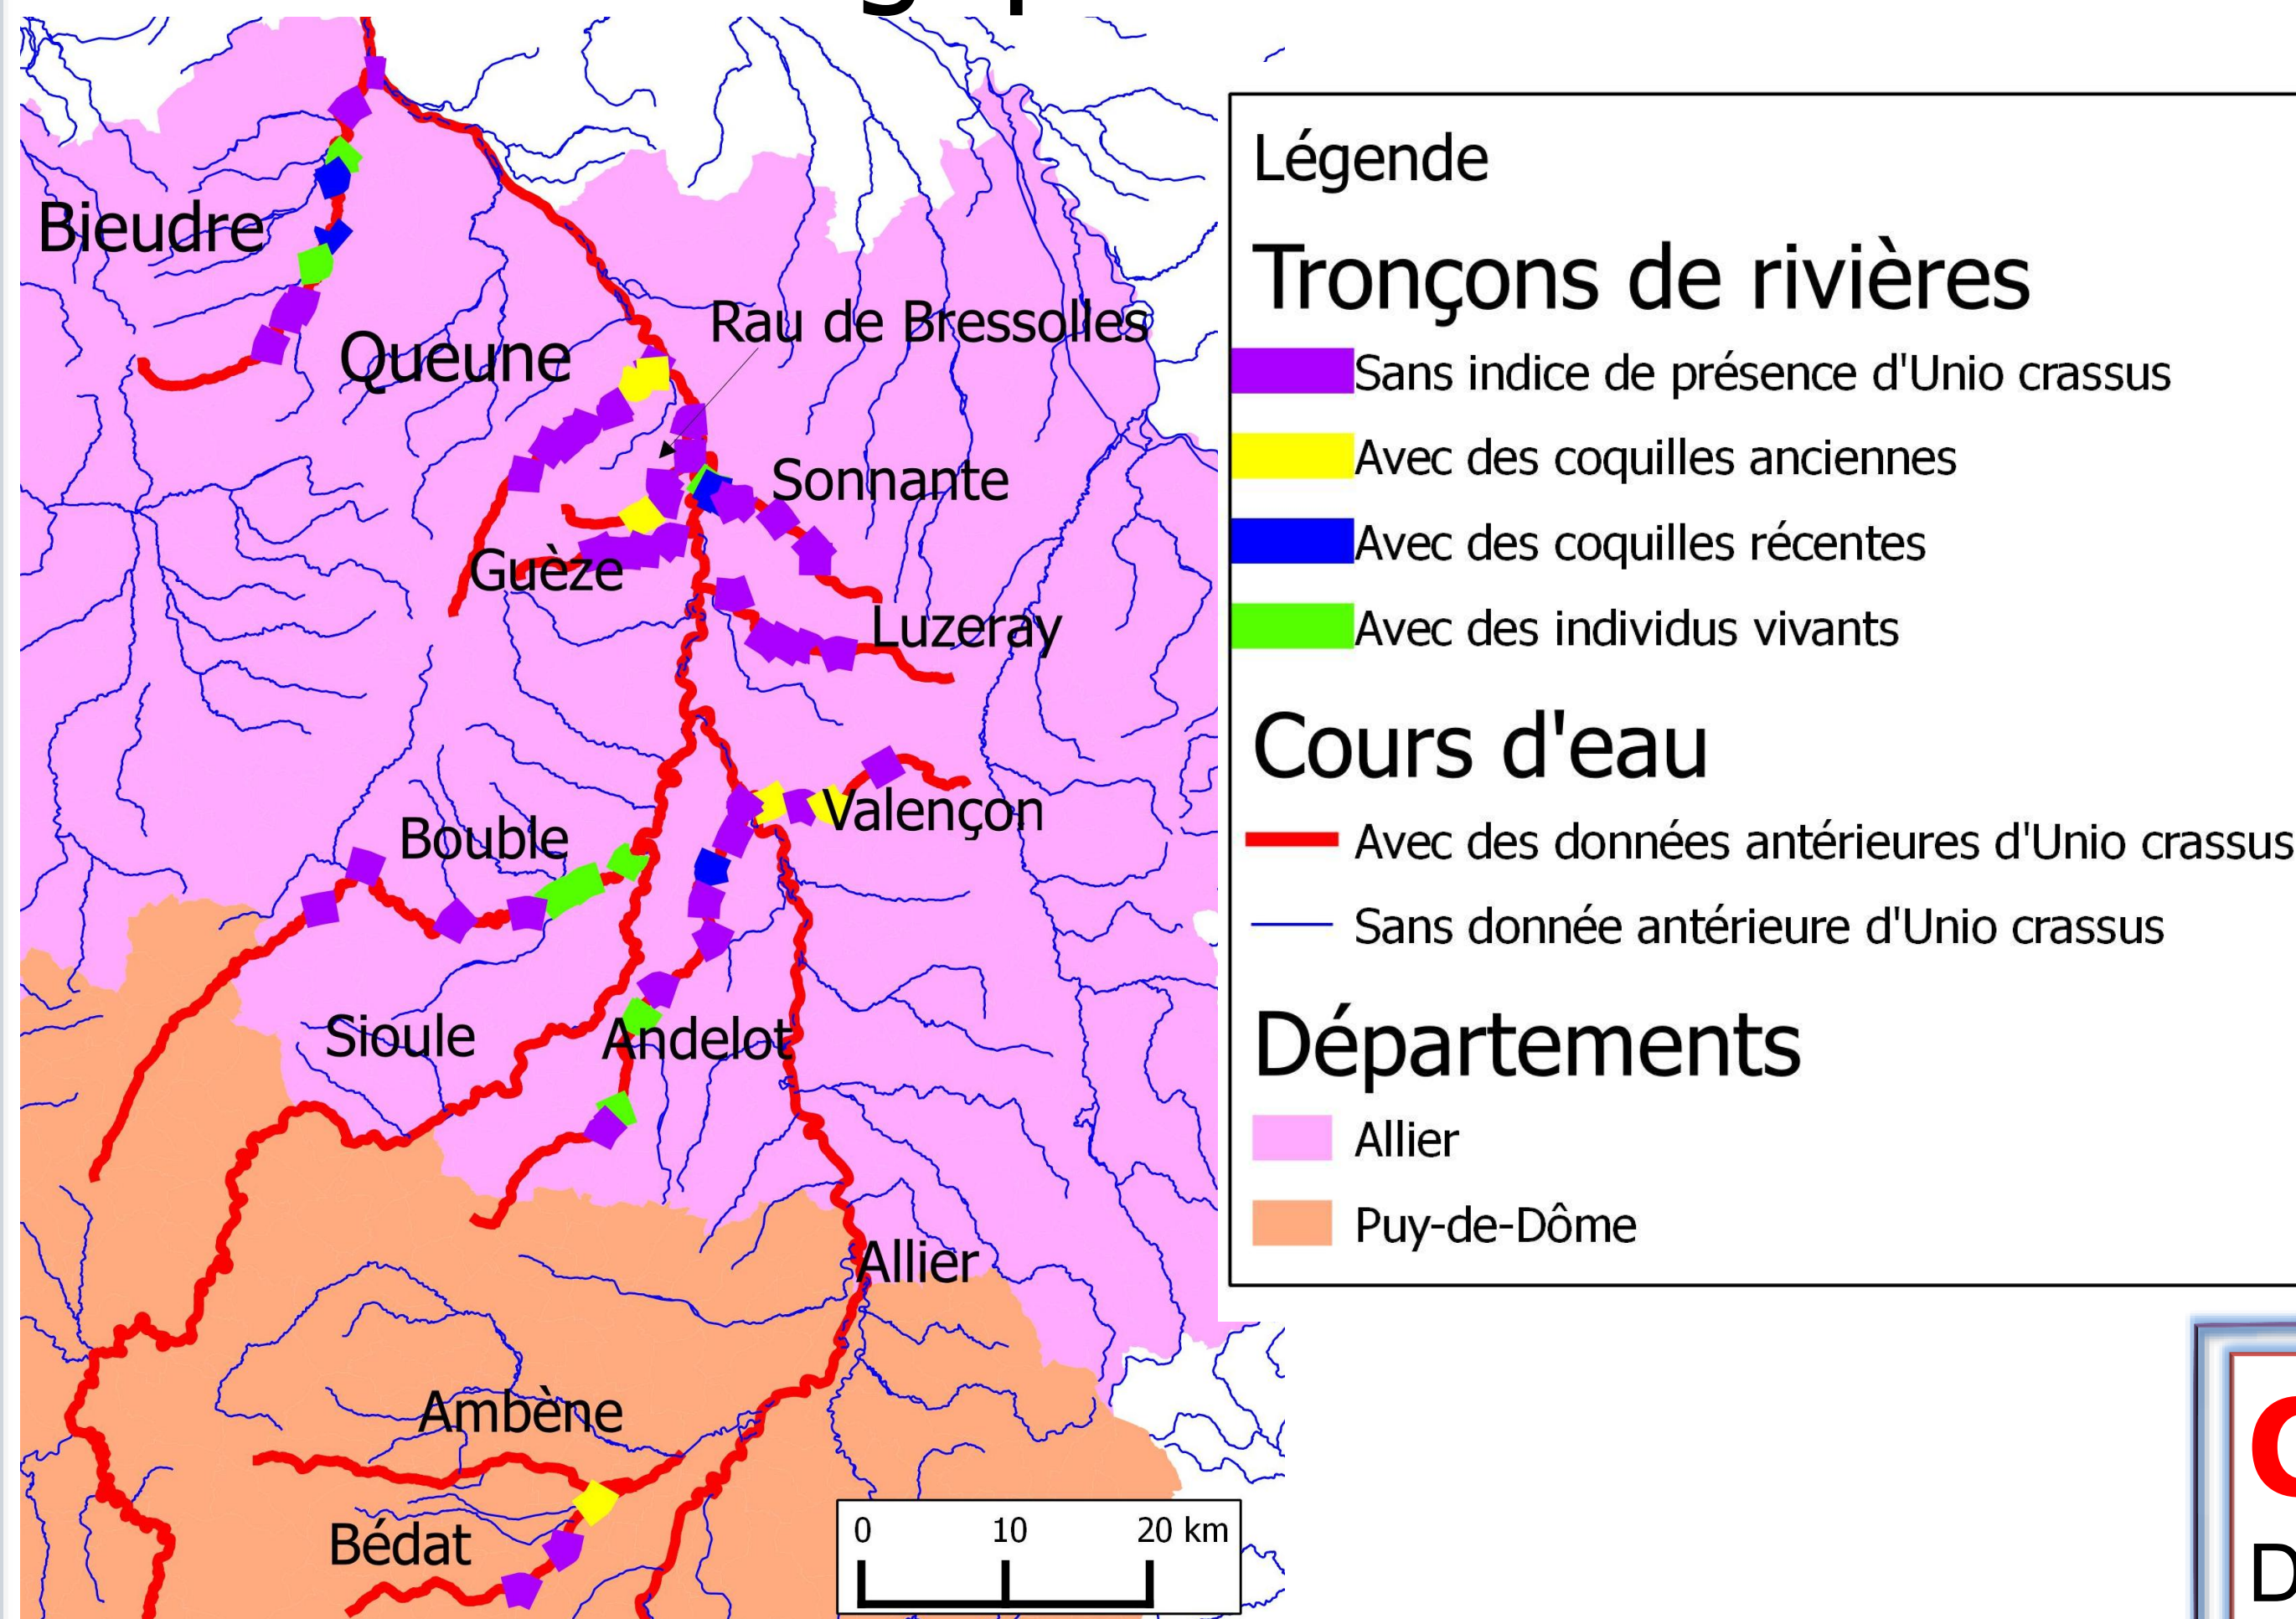 Bieudre
Queune
Rau de Bressolles
Sonnante
Guèze
Luzeray
Valençon
Bouble
Sioule
Andelot
Allier
Ambène
Bédat
0 10 20 km
Légende
Tronçons de rivières
Sans indice de présence d'Unio crassus
Avec des coquilles anciennes
Avec des coquilles récentes
Avec des individus vivants
Cours d'eau
Avec des données antérieures d'Unio crassus
Sans donnée antérieure d'Unio crassus
Départements
Allier
Puy-de-Dôme